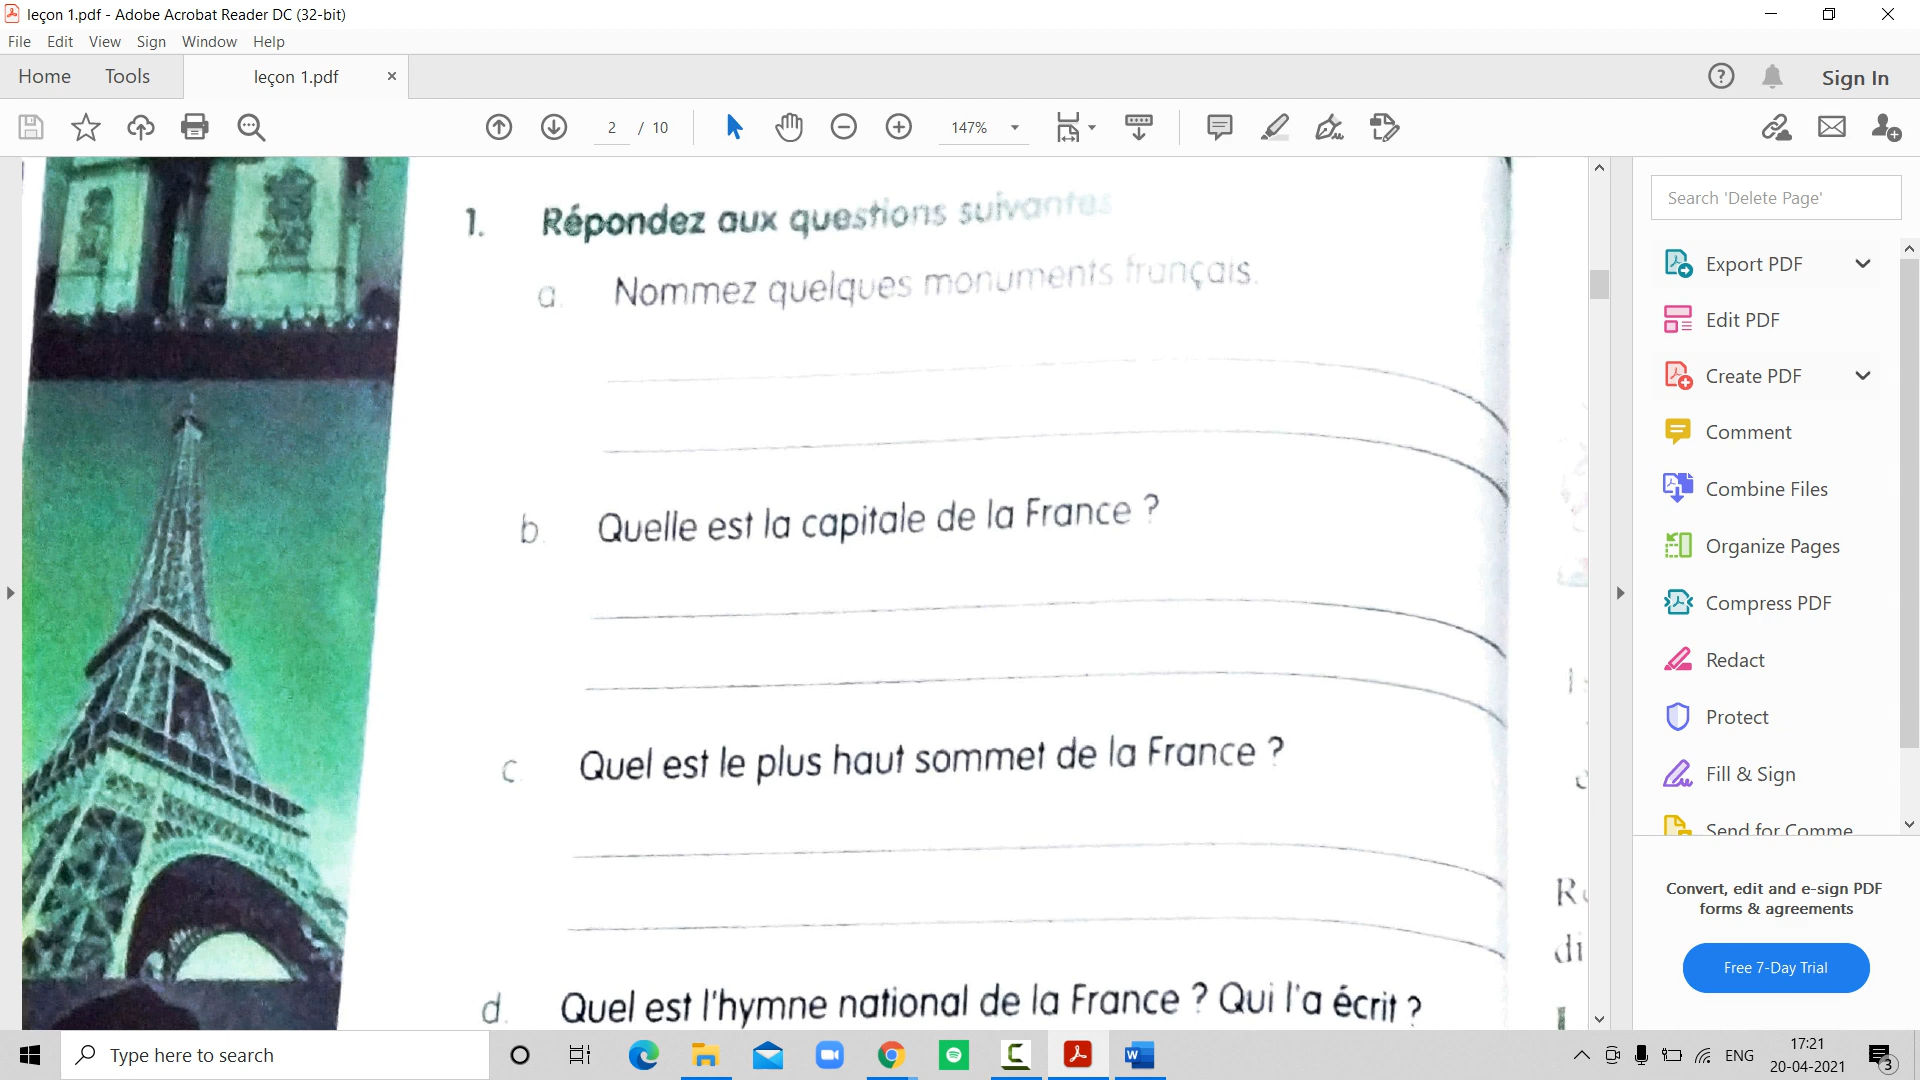 leçon 1.pdf - Adobe Acrobat Reader DC (32-bit)
File Edit View Sign Window Help
Home Tools leçon 1.pdf × ? Sign In
2 / 10 147%
Search 'Delete Page'
1. Répondez aux questions suivantes
a. Nommez quelques monuments français.
b. Quelle est la capitale de la France ?
c. Quel est le plus haut sommet de la France ?
d. Quel est l'hymne national de la France ? Qui l'a écrit ?
di
Export PDF
Edit PDF
Create PDF
Comment
Combine Files
Organize Pages
Compress PDF
Redact
Protect
Fill & Sign
Send for Comme
Convert, edit and e-sign PDF
forms & agreements
Free 7-Day Trial
Type here to search
W
ENG
17:21
20-04-2021
3